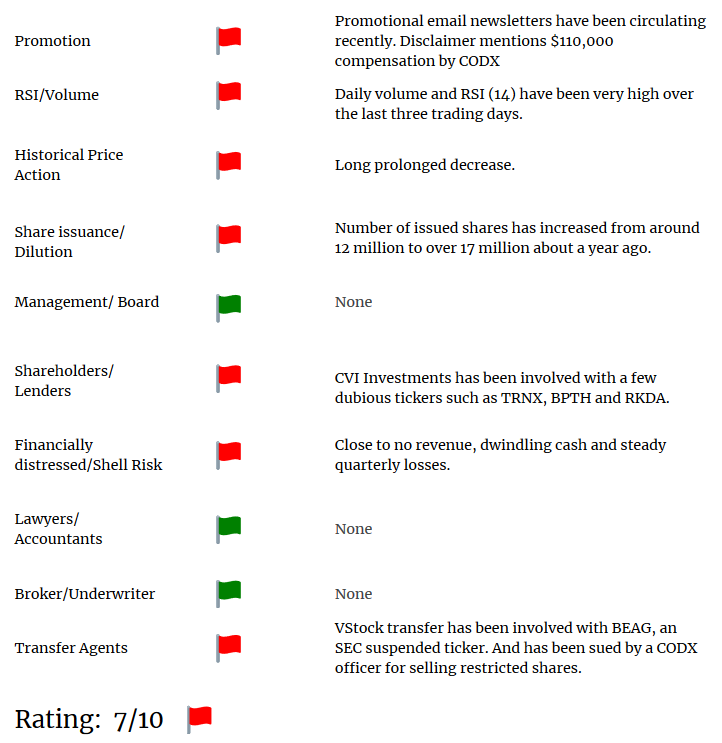 Promotion
Promotional email newsletters have been circulating
recently. Disclaimer mentions $110,000
compensation by CODX
RSI/Volume
Daily volume and RSI (14) have been very high over
the last three trading days.
Historical Price
Action
Long prolonged decrease.
Share issuance/
Dilution
Number of issued shares has increased from around
12 million to over 17 million about a year ago.
Management/ Board
None
Shareholders/
Lenders
CVI Investments has been involved with a few
dubious tickers such as TRNX, BPTH and RKDA.
Financially
distressed/Shell Risk
Close to no revenue, dwindling cash and steady
quarterly losses.
Lawyers/
Accountants
None
Broker/Underwriter
None
Transfer Agents
VStock transfer has been involved with BEAG, an
SEC suspended ticker. And has been sued by a CODX
officer for selling restricted shares.
Rating: 7/10